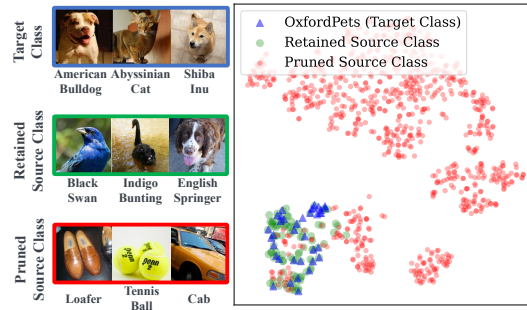 Target
Class
American
Bulldog
Abyssinian
Cat
Shiba
Inu
Retained
Source Class
Black
Swan
Indigo
Bunting
English
Springer
Pruned
Source Class
Penn
Loafer
Tennis
Ball
Cab
OxfordPets (Target Class)
Retained Source Class
Pruned Source Class